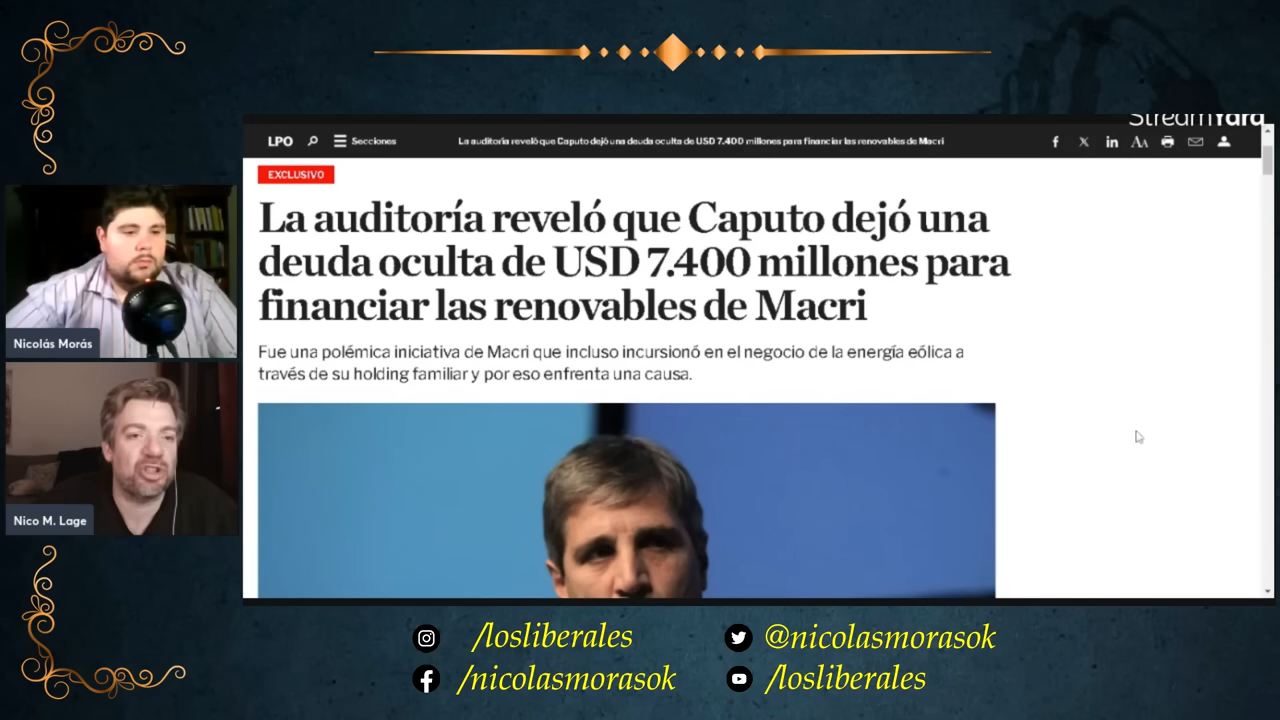 StreamYard
LPO
Secciones
La auditoría reveló que Caputo dejó una deuda oculta de USD 7.400 millones para financiar las renovables de Macri
EXCLUSIVO
La auditoría reveló que Caputo dejó una
deuda oculta de USD 7.400 millones para
financiar las renovables de Macri
Fue una polémica iniciativa de Macri que incluso incursionó en el negocio de la energía eólica a
través de su holding familiar y por eso enfrenta una causa.
Nicolás Morás
Nico M. Lage
/losliberales
@nicolasmorasok
/nicolasmorasok
/losliberales